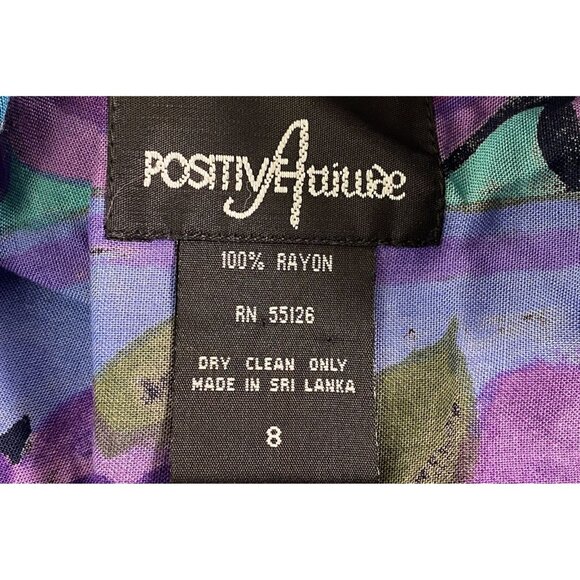 POSITIVE Attitude
100% RAYON
RN 55126
DRY CLEAN ONLY
MADE IN SRI LANKA
8